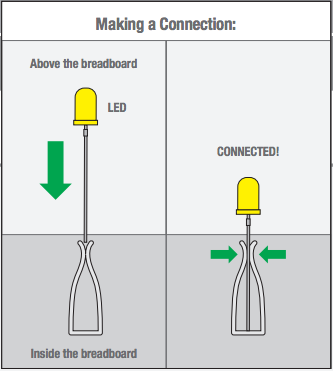 Making a Connection:
Above the breadboard
LED
CONNECTED!
Inside the breadboard